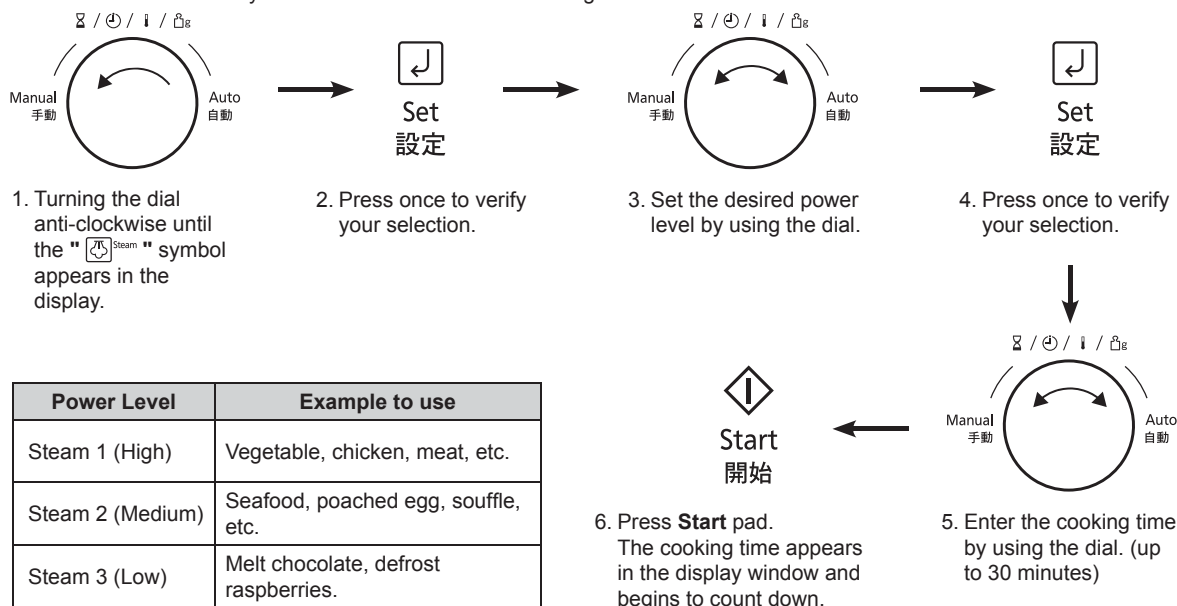 Manual
手動
Auto
自動
Set
設定
Manual
手動
Auto
自動
Set
設定
1. Turning the dial
anti-clockwise until
the " Steam " symbol
appears in the
display.
2. Press once to verify
your selection.
3. Set the desired power
level by using the dial.
4. Press once to verify
your selection.
Manual
手動
Auto
自動
5. Enter the cooking time
by using the dial. (up
to 30 minutes)
Start
開始
6. Press Start pad.
The cooking time appears
in the display window and
begins to count down.
Power Level
Example to use
Steam 1 (High)
Vegetable, chicken, meat, etc.
Steam 2 (Medium)
Seafood, poached egg, souffle,
etc.
Steam 3 (Low)
Melt chocolate, defrost
raspberries.